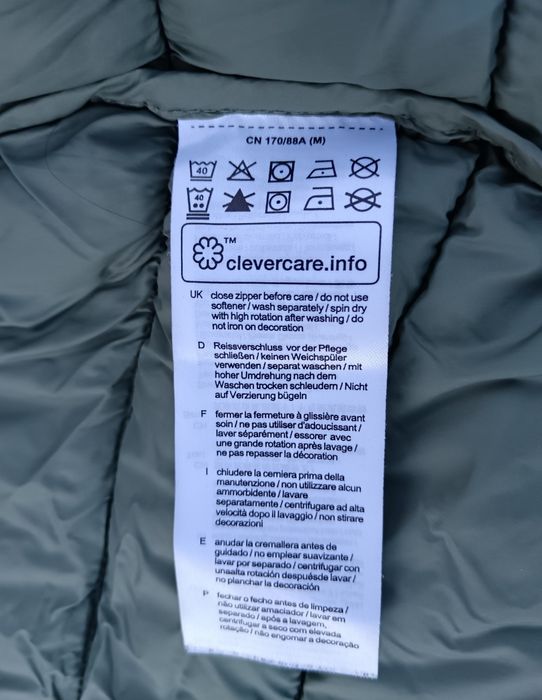 CN 170/88A (M)
40
40
TM
clevercare.info
UK close zipper before care / do not use
softener / wash separately / spin dry
with high rotation after washing / do
not iron on decoration
D Reissverschluss vor der Pflege
schließen / keinen Weichspüler
verwenden / separat waschen / mit
hoher Umdrehung nach dem
Waschen trocken schleudern / Nicht
auf Verzierung bügeln
F fermer la fermeture à glissière avant
soin / ne pas utiliser d'adoucissant /
laver séparément / essorer avec
une grande rotation après lavage /
ne pas repasser la décoration
I chiudere la cerniera prima della
manutenzione / non utilizzare alcun
ammorbidente / lavare
separatamente / centrifugare ad alta
velocità dopo il lavaggio / non stirare
decorazioni
E anudar la cremallera antes de
guidado / no emplear suavizante /
lavar por separado / centrifugar con
unaalta rotación despuésde lavar /
no planchar la decoración
P fechar o fecho antes de limpeza /
não utilizar amaciador / lavar em
separado / após a lavagem,
centrifugar a seco com elevada
rotação / não engomar a decoração